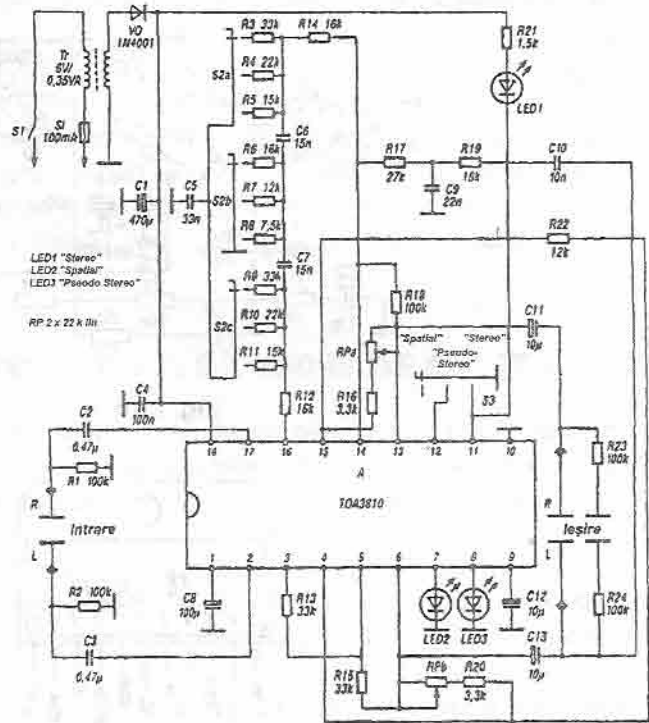 VD
1N4001
R3 33k
R14 16k
Tr
6V/
0,35VA
S2a
R4 22k
R5 15k
R21
1,5k
LED1
S1
Si
100mA
C6
15n
R6 16k
R17
27k
R19
15k
C10
10n
C1
470µ
C5
33n
S2b
R7 12k
C9
22n
R8 7,5k
R22
12k
C7
15n
LED1 "Stereo"
LED2 "Spatial"
LED3 "Pseudo Stereo"
RP 2 x 22 k lin
R9 33k
S2c
R10 22k
R11 15k
R18
100k
C11
10µ
"Spatial"
"Stereo"
"Pseudo-
Stereo"
RPa
C4
100n
R12
16k
R16
3,3k
S3
C2
0,47µ
R1 100k
18
17
16
15
14
13
12
11
10
A
TDA3810
R
Intrare
L
R
Ieşire
L
R23
100k
1
2
3
4
5
6
7
8
9
R2 100k
C8
100µ
R13
33k
LED2
LED3
C12
10µ
R24
100k
C3
0,47µ
R15
33k
RPb
R20
3,3k
C13
10µ